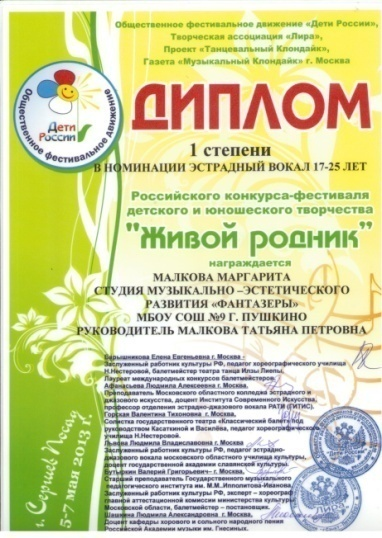 Общественное фестивальное движение «Дети России»,
Творческая ассоциация «Лира»,
Проект «Танцевальный Клондайк»,
Газета «Музыкальный Клондайк» г. Москва
Общественное фестивальное движение
Дети
России
ДИПЛОМ
1 степени
В НОМИНАЦИИ ЭСТРАДНЫЙ ВОКАЛ 17-25 ЛЕТ
Российского конкурса-фестиваля
детского и юношеского творчества
"Живой родник"
награждается
МАЛКОВА МАРГАРИТА
СТУДИЯ МУЗЫКАЛЬНО –ЭСТЕТИЧЕСКОГО
РАЗВИТИЯ «ФАНТАЗЕРЫ»
МБОУ СОШ №9 Г. ПУШКИНО
РУКОВОДИТЕЛЬ МАЛКОВА ТАТЬЯНА ПЕТРОВНА
Барышникова Елена Евгеньевна г. Москва -
Заслуженный работник культуры РФ, педагог хореографического училища
Н.Нестеровой, балетмейстер театра танца Илзы Лиепы,
Лауреат международных конкурсов балетмейстеров.
Афанасьева Людмила Алексеевна г. Москва.
Преподаватель Московского областного колледжа эстрадного и
джазового искусства, доцент Института Современного Искусства,
профессор отделения эстрадно-джазового вокала РАТИ (ГИТИС).
Горская Валентина Тихоновна г. Москва.
Солистка государственного театра «Классический балет» под
руководством Касаткиной и Василева, педагог хореографического
училища Н.Нестеровой.
Львова Людмила Владиславовна г. Москва
Заслуженный работник культуры РФ, педагог эстрадно-
джазового вокала московского областного училища культуры,
доцент государственной академии славянской культуры.
Бутырkин Валерий Григорьевич г. Москва.
Старший преподаватель Государственного музыкального
педагогического института им. М.М.Ипполитова-Иванова,
Заслуженный работник культуры РФ, эксперт – хореограф
главной аттестационной комиссии министерства культуры
Московской области, балетмейстер – постановщик.
Людмила Александровна г. Москва.
Доцент кафедры хорового и сольного народного пения
Российской Академии музыки им. Гнесиных.
г. Сергиев Посад
5-7 мая 2013 г.